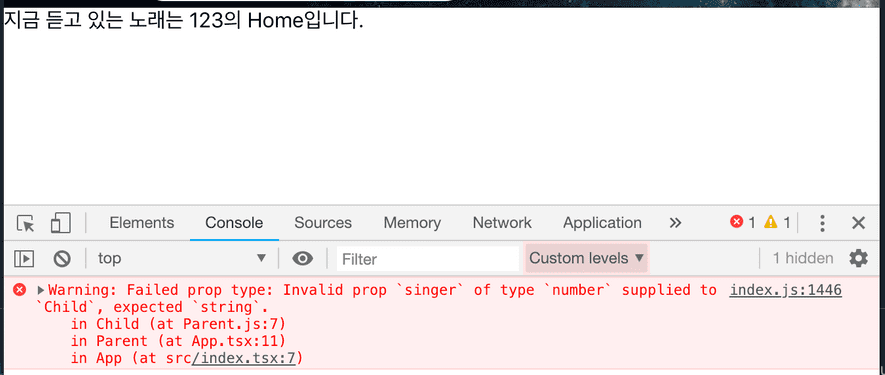 지금 듣고 있는 노래는 123의 Home입니다.
Elements Console Sources Memory Network Application » 1 1
top ▼ Filter Custom levels ▼ 1 hidden
▶Warning: Failed prop type: Invalid prop `singer` of type `number` supplied to index.js:1446
`Child`, expected `string`.
in Child (at Parent.js:7)
in Parent (at App.tsx:11)
in App (at src/index.tsx:7)